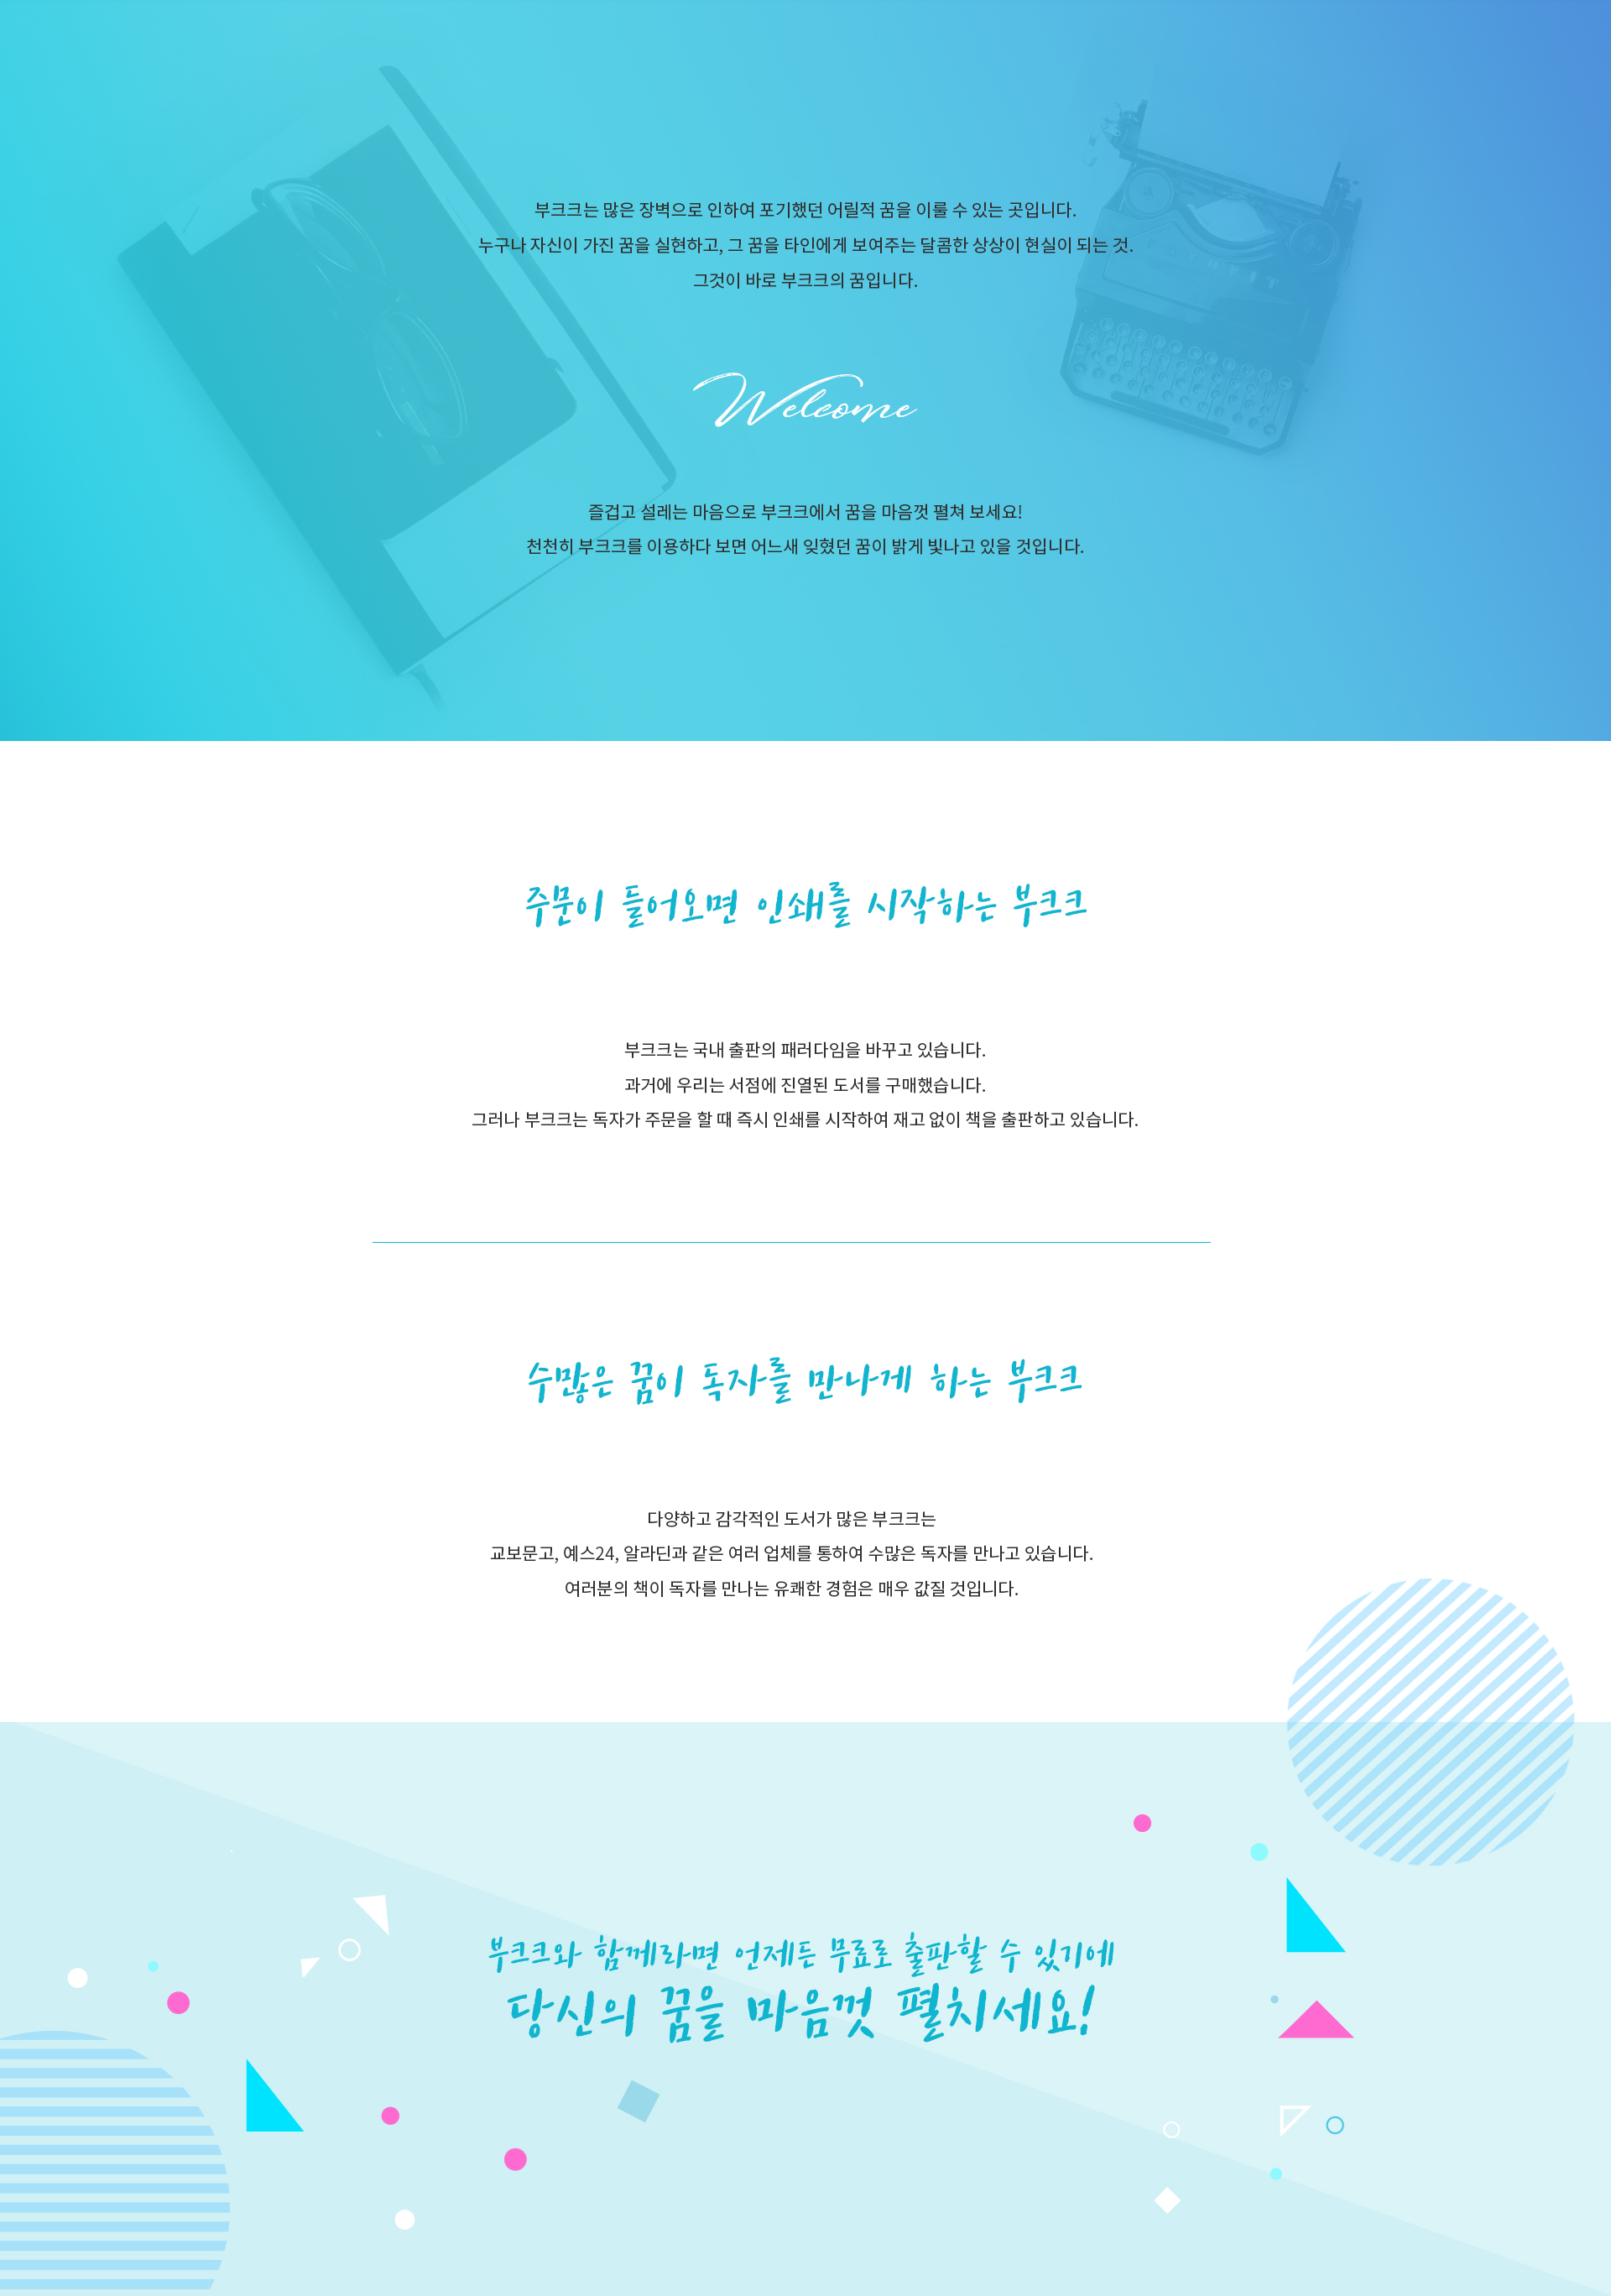 부크크는 많은 장벽으로 인하여 포기했던 어릴적 꿈을 이룰 수 있는 곳입니다.
누구나 자신이 가진 꿈을 실현하고, 그 꿈을 타인에게 보여주는 달콤한 상상이 현실이 되는 것.
그것이 바로 부크크의 꿈입니다.
Welcome
즐겁고 설레는 마음으로 부크크에서 꿈을 마음껏 펼쳐 보세요!
천천히 부크크를 이용하다 보면 어느새 잊혔던 꿈이 밝게 빛나고 있을 것입니다.
주문이 들어오면 인쇄를 시작하는 부크크
부크크는 국내 출판의 패러다임을 바꾸고 있습니다.
과거에 우리는 서점에 진열된 도서를 구매했습니다.
그러나 부크크는 독자가 주문을 할 때 즉시 인쇄를 시작하여 재고 없이 책을 출판하고 있습니다.
수많은 꿈이 독자를 만나게 하는 부크크
다양하고 감각적인 도서가 많은 부크크는
교보문고, 예스24, 알라딘과 같은 여러 업체를 통하여 수많은 독자를 만나고 있습니다.
여러분의 책이 독자를 만나는 유쾌한 경험은 매우 값질 것입니다.
부크크와 함께라면 언제든 무료로 출판할 수 있기에
당신의 꿈을 마음껏 펼치세요!